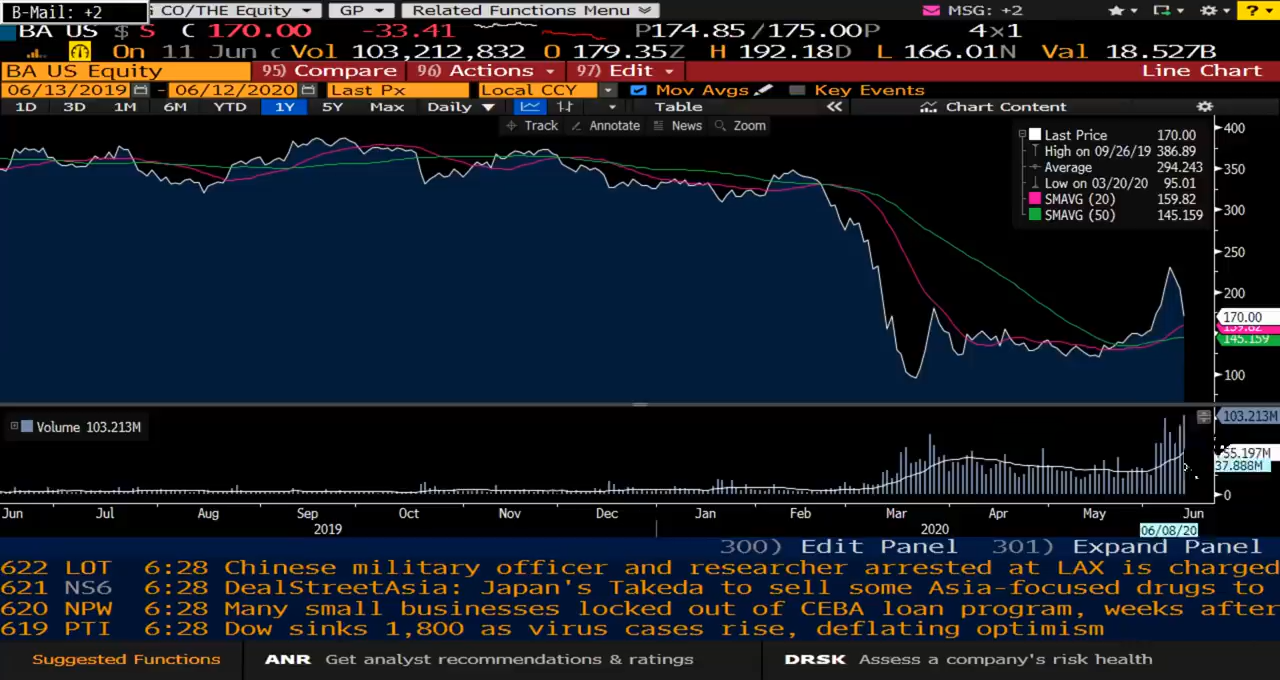 B-Mail: +2
CO/THE Equity GP Related Functions Menu MSG: +2 ?
BA US $ C 170.00 -33.41 P174.85/175.00P 4×1
On 11 Jun Vol 103,212,832 O 179.35Z H 192.18D L 166.01N Val 18.527B
BA US Equity 95) Compare 96) Actions 97) Edit Line Chart
06/13/2019 - 06/12/2020 Last Px Local CCY Mov Avgs Key Events
1D 3D 1M 6M YTD 1Y 5Y Max Daily Table Chart Content
Track Annotate News Zoom
Last Price 170.00
High on 09/26/19 386.89
Average 294.243
Low on 03/20/20 95.01
SMAVG (20) 159.82
SMAVG (50) 145.159
400
350
300
250
200
170.00
159.82
145.159
100
Volume 103.213M
103.213M
55.197M
37.888M
0
Jun Jul Aug Sep Oct Nov Dec Jan Feb Mar Apr May Jun
2019 2020 06/08/20
300) Edit Panel 301) Expand Panel
622 LOT 6:28 Chinese military officer and researcher arrested at LAX is charged
621 NS6 6:28 DealStreetAsia: Japan's Takeda to sell some Asia-focused drugs to
620 NPW 6:28 Many small businesses locked out of CEBA loan program, weeks after
619 PTI 6:28 Dow sinks 1,800 as virus cases rise, deflating optimism
Suggested Functions ANR Get analyst recommendations & ratings DRSK Assess a company's risk health